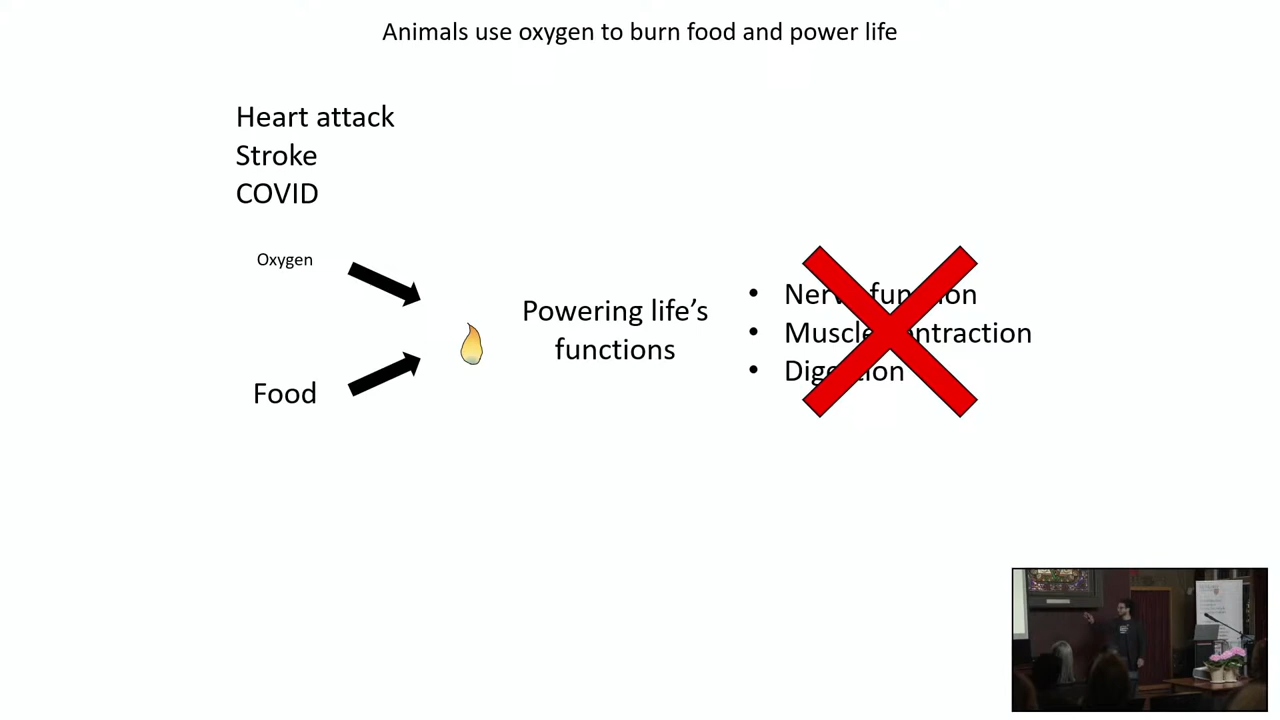 Animals use oxygen to burn food and power life
Heart attack
Stroke
COVID
Oxygen
Food
Powering life's
functions
• Nerve function
• Muscle contraction
• Digestion